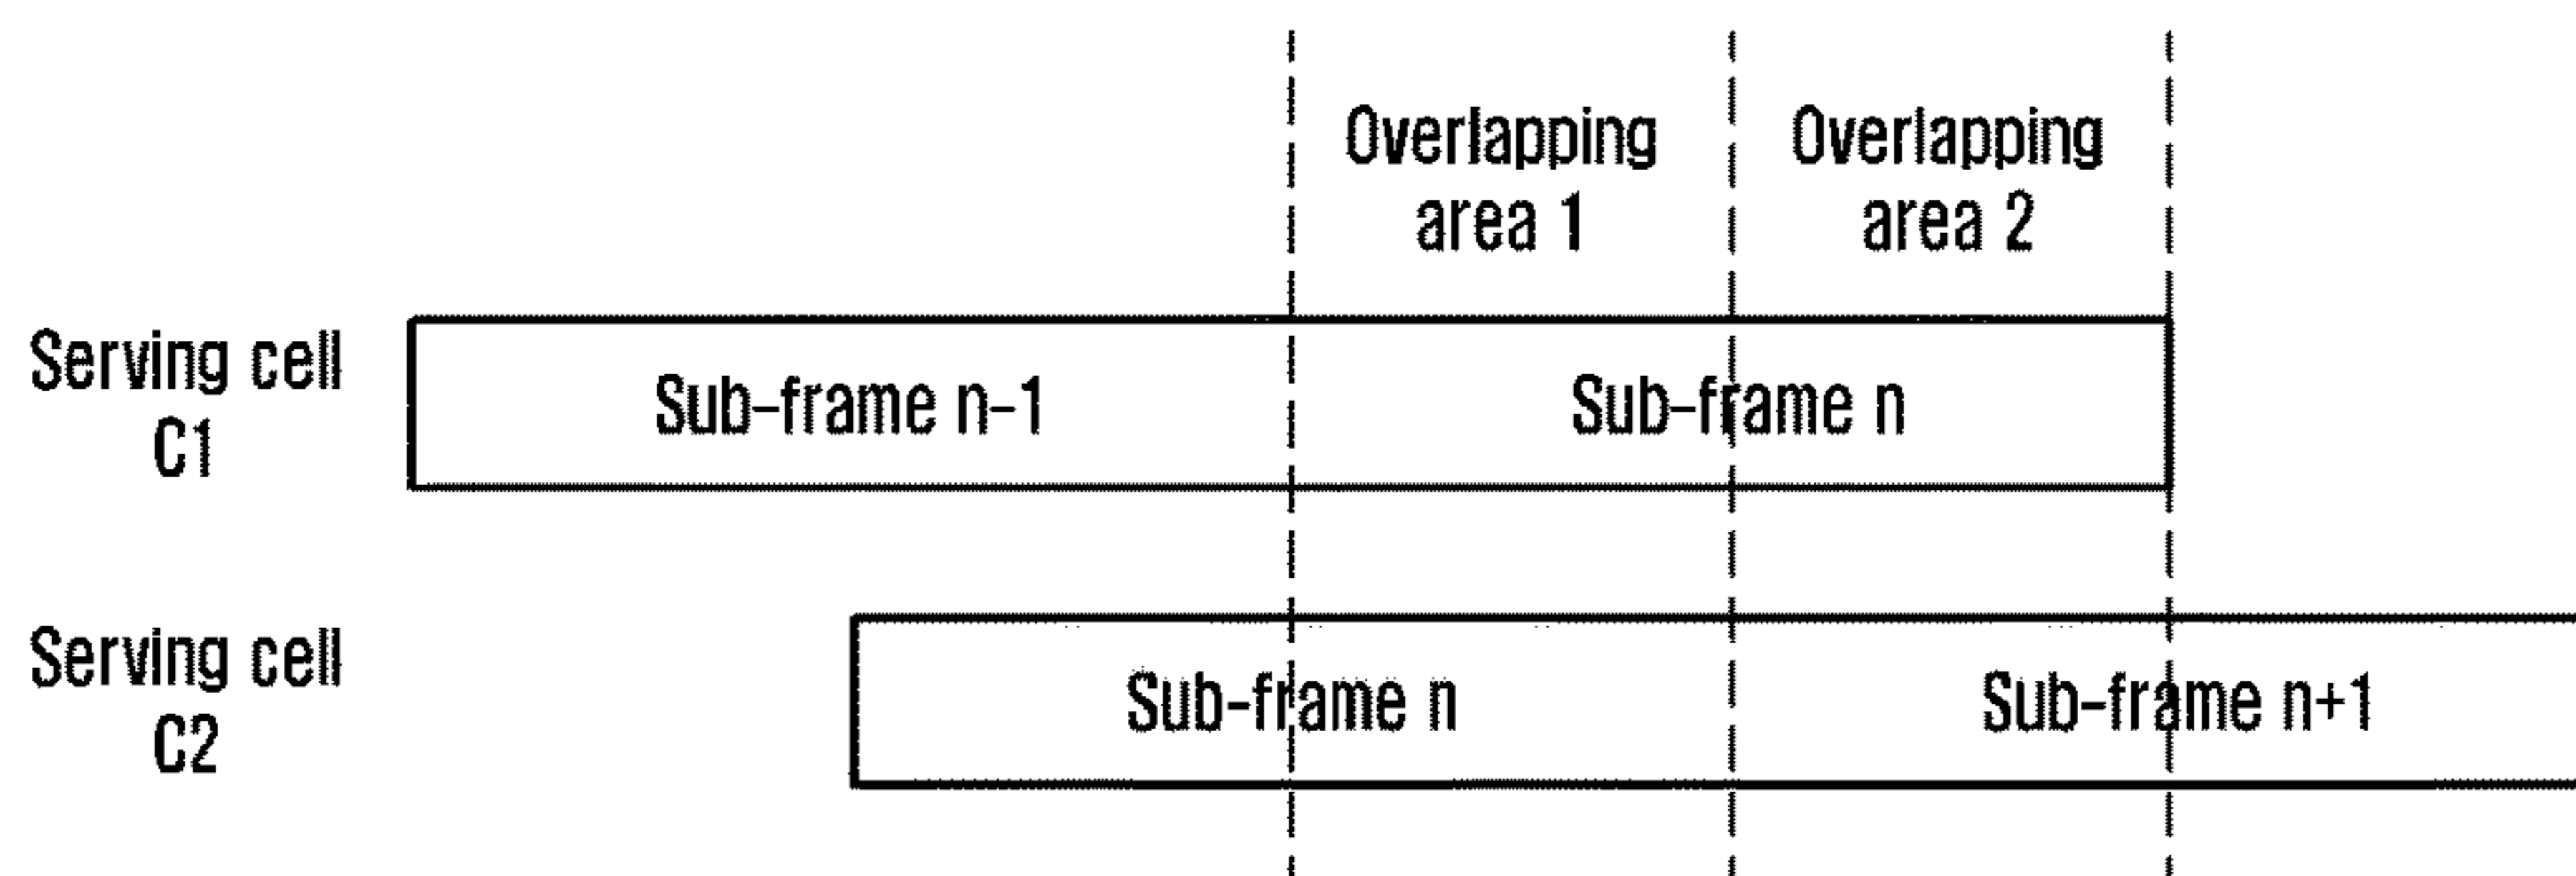 Overlapping
area 1
Overlapping
area 2
Serving cell
C1
Sub-frame n-1
Sub-frame n
Serving cell
C2
Sub-frame n
Sub-frame n+1